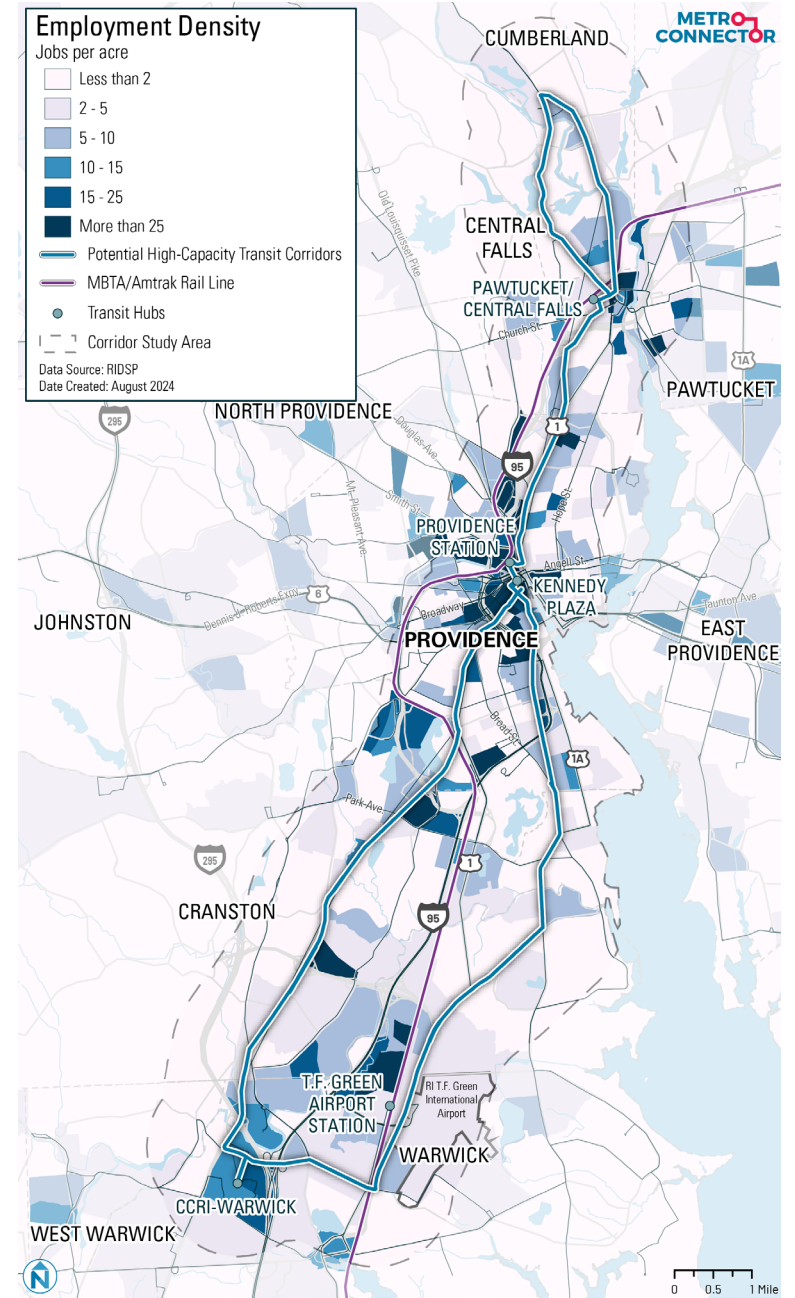 Employment Density
Jobs per acre
Less than 2
2 - 5
5 - 10
10 - 15
15 - 25
More than 25
Potential High-Capacity Transit Corridors
MBTA/Amtrak Rail Line
Transit Hubs
Corridor Study Area
Data Source: RIDSP
Date Created: August 2024
METRO
CONNECTOR
CUMBERLAND
Old Louisquisset Pike
CENTRAL
FALLS
PAWTUCKET/
CENTRAL FALLS
Church St.
1A
PAWTUCKET
295
NORTH PROVIDENCE
Douglas Ave.
1
95
Smith St.
Mt. Pleasant Ave.
Hope St.
PROVIDENCE
STATION
Angell St.
KENNEDY
PLAZA
6
Dennis J Roberts Expy
Broadway
Taunton Ave.
JOHNSTON
PROVIDENCE
EAST
PROVIDENCE
Broad St.
1A
Park Ave.
295
1
CRANSTON
95
T.F. GREEN
AIRPORT
STATION
RI T.F. Green
International
Airport
WARWICK
CCRI-WARWICK
WEST WARWICK
N
0 0.5 1 Mile